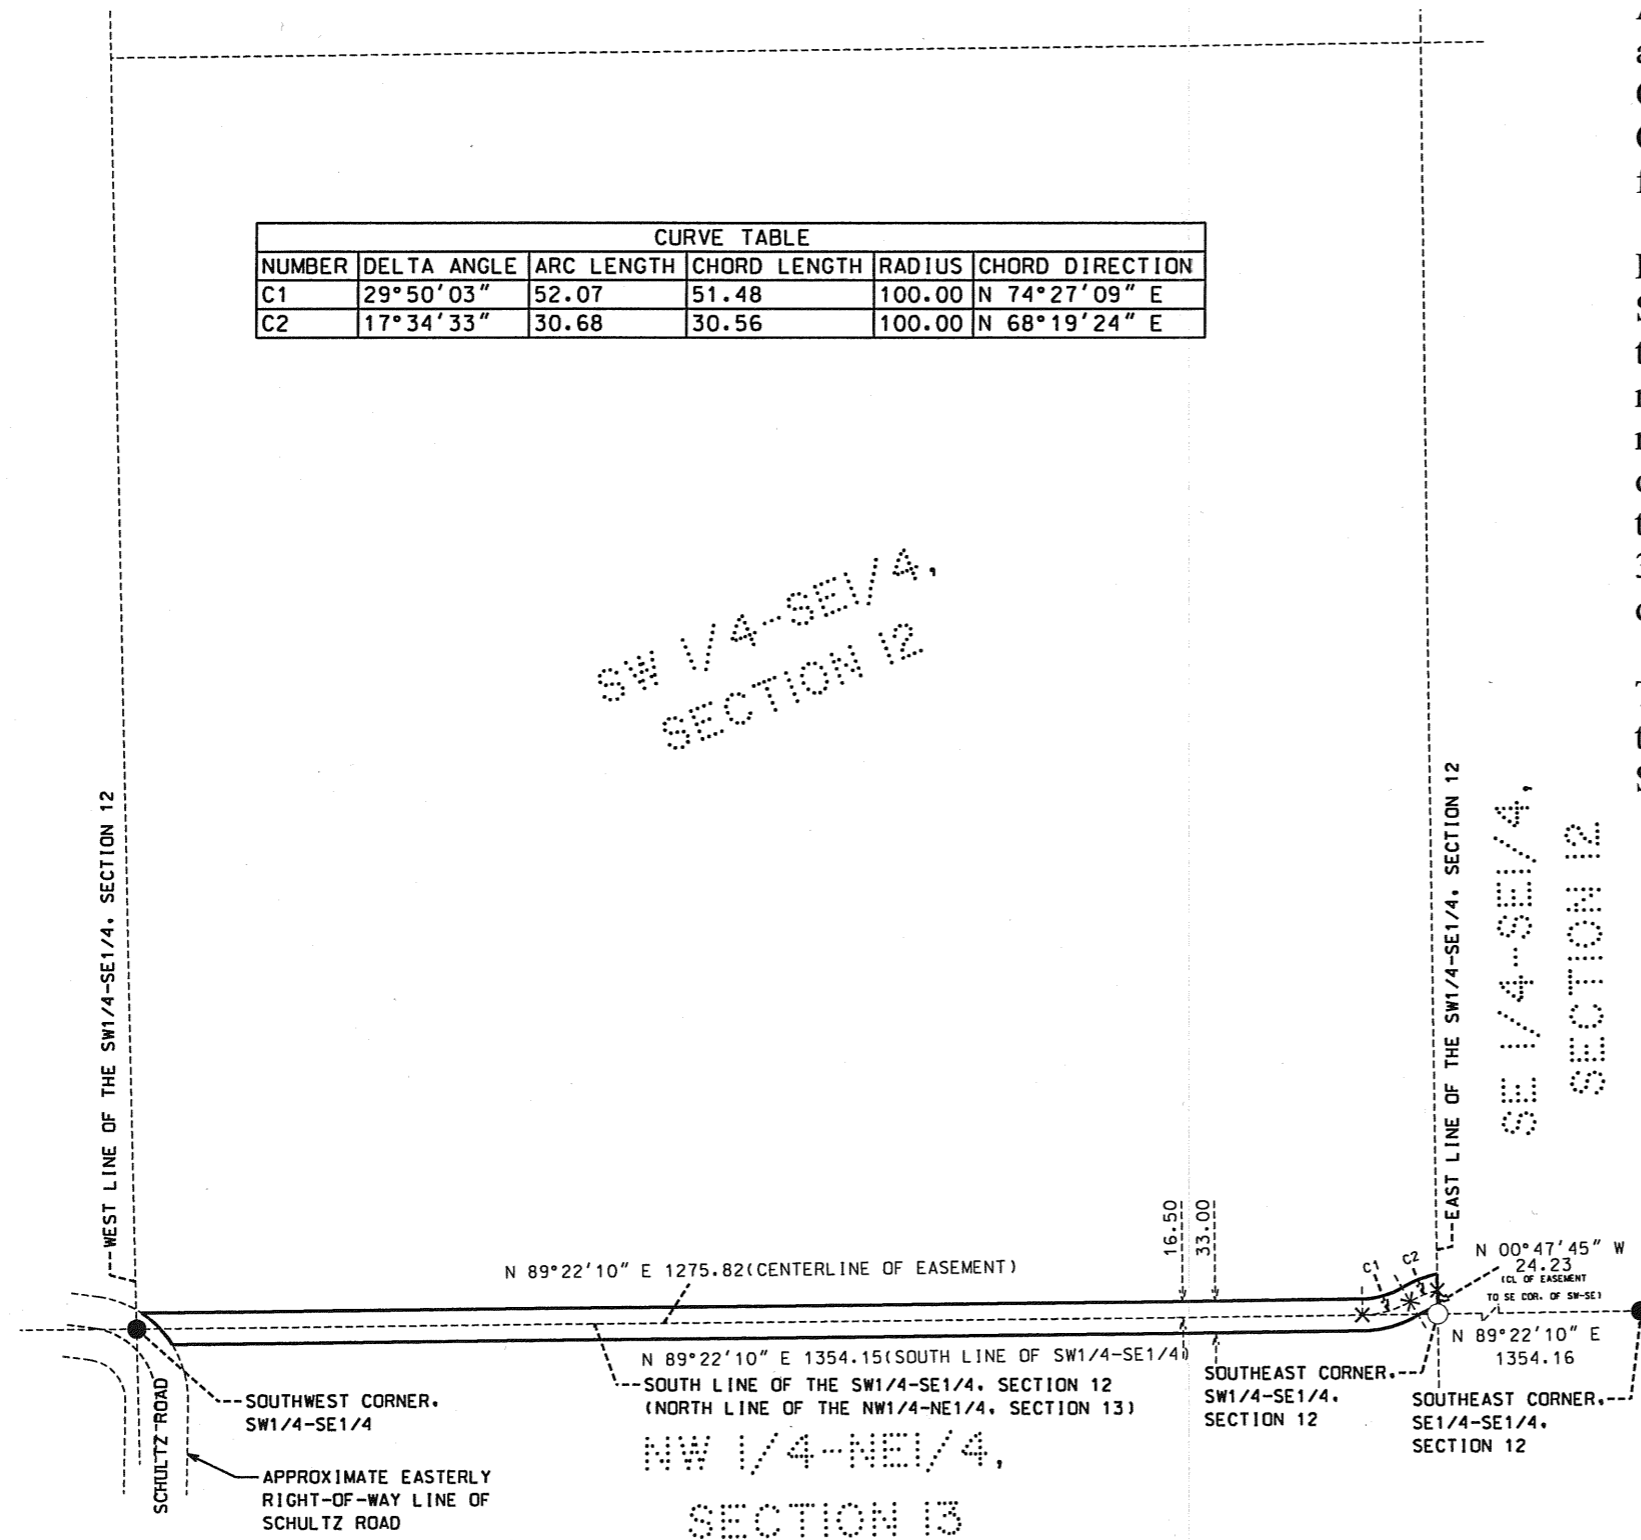 CURVE TABLE
NUMBER DELTA ANGLE ARC LENGTH CHORD LENGTH RADIUS CHORD DIRECTION
C1 29°50'03" 52.07 51.48 100.00 N 74°27'09" E
C2 17°34'33" 30.68 30.56 100.00 N 68°19'24" E
SW 1/4-SE1/4,
SECTION 12
WEST LINE OF THE SW1/4-SE1/4, SECTION 12
EAST LINE OF THE SW1/4-SE1/4, SECTION 12
SE 1/4-SE1/4,
SECTION 12
16.50
33.00
C1
C2
N 00°47'45" W
24.23
(CL OF EASEMENT
TO SE COR. OF SW-SE)
N 89°22'10" E 1275.82(CENTERLINE OF EASEMENT)
N 89°22'10" E
1354.16
N 89°22'10" E 1354.15(SOUTH LINE OF SW1/4-SE1/4)
SOUTH LINE OF THE SW1/4-SE1/4, SECTION 12
(NORTH LINE OF THE NW1/4-NE1/4, SECTION 13)
SOUTHEAST CORNER,
SW1/4-SE1/4,
SECTION 12
SOUTHEAST CORNER,
SE1/4-SE1/4,
SECTION 12
SOUTHWEST CORNER,
SW1/4-SE1/4
SCHULTZ ROAD
APPROXIMATE EASTERLY
RIGHT-OF-WAY LINE OF
SCHULTZ ROAD
NW 1/4-NE1/4,
SECTION 13